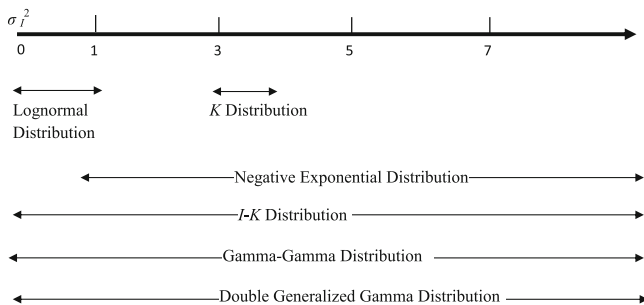 σ_I²
0 1 3 5 7
Lognormal
Distribution
K Distribution
Negative Exponential Distribution
I-K Distribution
Gamma-Gamma Distribution
Double Generalized Gamma Distribution